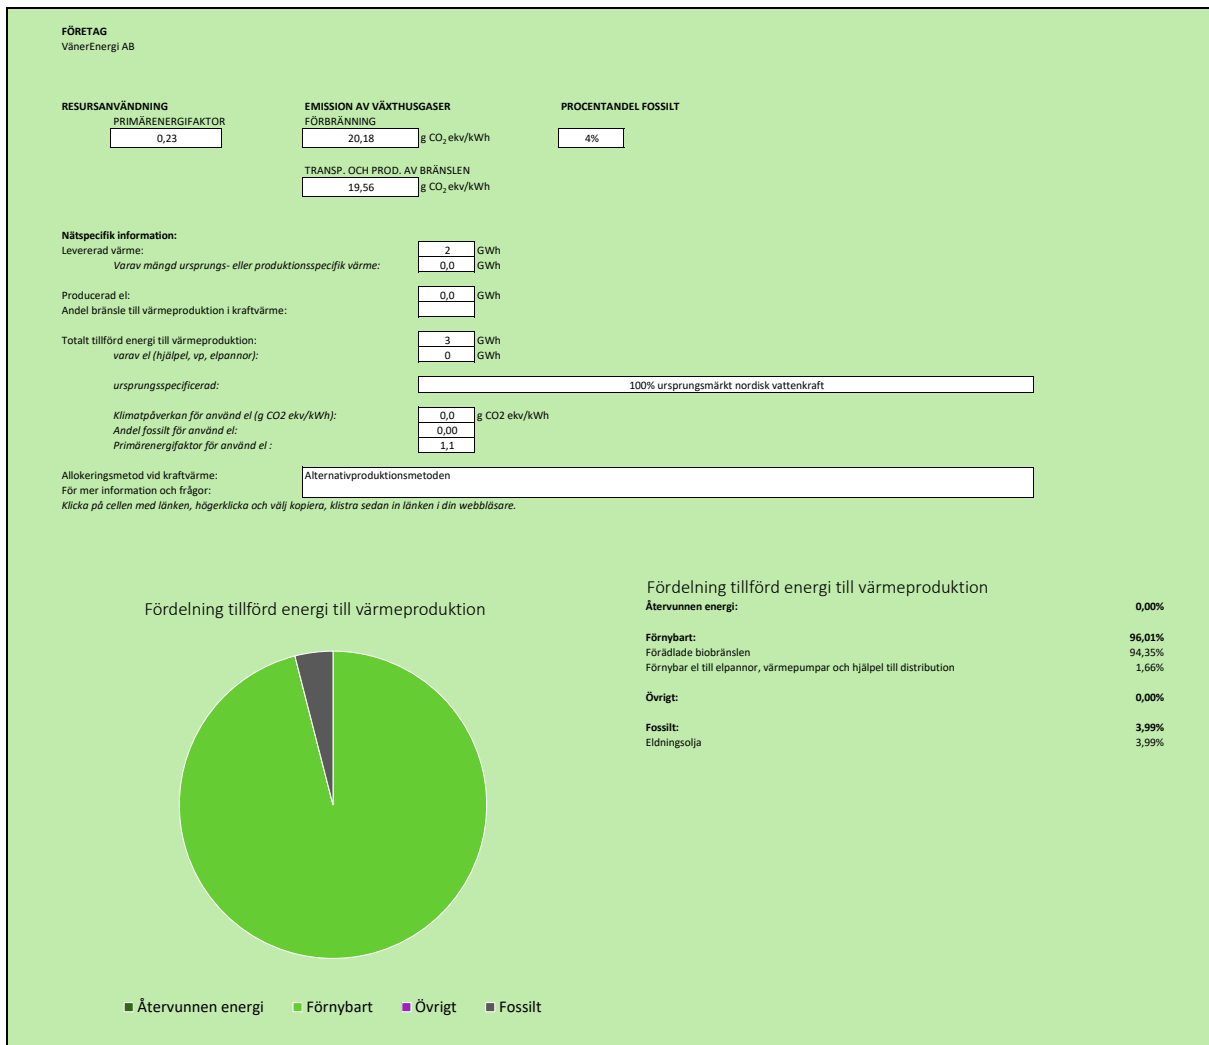 FÖRETAG
VänerEnergi AB
RESURSANVÄNDNING EMISSION AV VÄXTHUSGASER PROCENTANDEL FOSSILT
PRIMÄRENERGIFAKTOR FÖRBRÄNNING
0,23 20,18 g CO₂ ekv/kWh 4%
TRANSP. OCH PROD. AV BRÄNSLEN
19,56 g CO₂ ekv/kWh
Nätspecifik information:
Levererad värme: 2 GWh
Varav mängd ursprungs- eller produktionsspecifik värme: 0,0 GWh
Producerad el: 0,0 GWh
Andel bränsle till värmeproduktion i kraftvärme:
Totalt tillförd energi till värmeproduktion: 3 GWh
varav el (hjälpel, vp, elpannor): 0 GWh
ursprungsspecificerad: 100% ursprungsmärkt nordisk vattenkraft
Klimatpåverkan för använd el (g CO2 ekv/kWh): 0,0 g CO2 ekv/kWh
Andel fossilt för använd el: 0,00
Primärenergifaktor för använd el : 1,1
Allokeringsmetod vid kraftvärme: Alternativproduktionsmetoden
För mer information och frågor:
Klicka på cellen med länken, högerklicka och välj kopiera, klistra sedan in länken i din webbläsare.
Fördelning tillförd energi till värmeproduktion
Återvunnen energi Förnybart Övrigt Fossilt
Fördelning tillförd energi till värmeproduktion
Återvunnen energi: 0,00%
Förnybart: 96,01%
Förädlade biobränslen 94,35%
Förnybar el till elpannor, värmepumpar och hjälpel till distribution 1,66%
Övrigt: 0,00%
Fossilt: 3,99%
Eldningsolja 3,99%